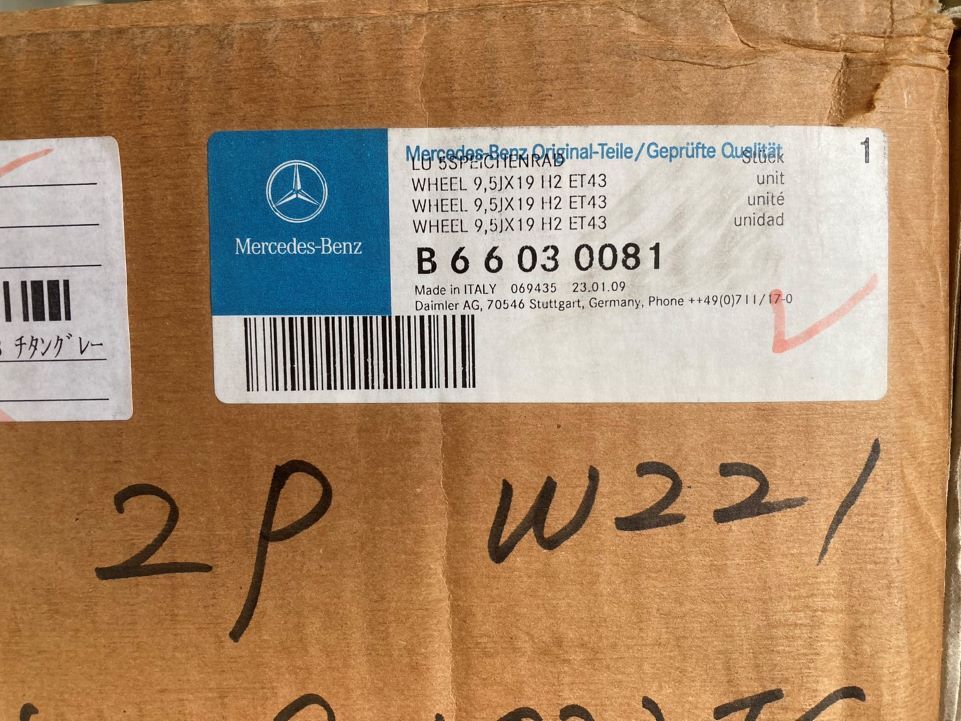 Mercedes-Benz Original-Teile/Geprüfte Qualität
LU 5SPEICHENRAD Stück 1
WHEEL 9,5JX19 H2 ET43 unit
WHEEL 9,5JX19 H2 ET43 unité
WHEEL 9,5JX19 H2 ET43 unidad
Mercedes-Benz
B 6 6 03 0081
Made in ITALY 069435 23.01.09
Daimler AG, 70546 Stuttgart, Germany, Phone ++49(0)711/17-0
チタングレー
2P W221